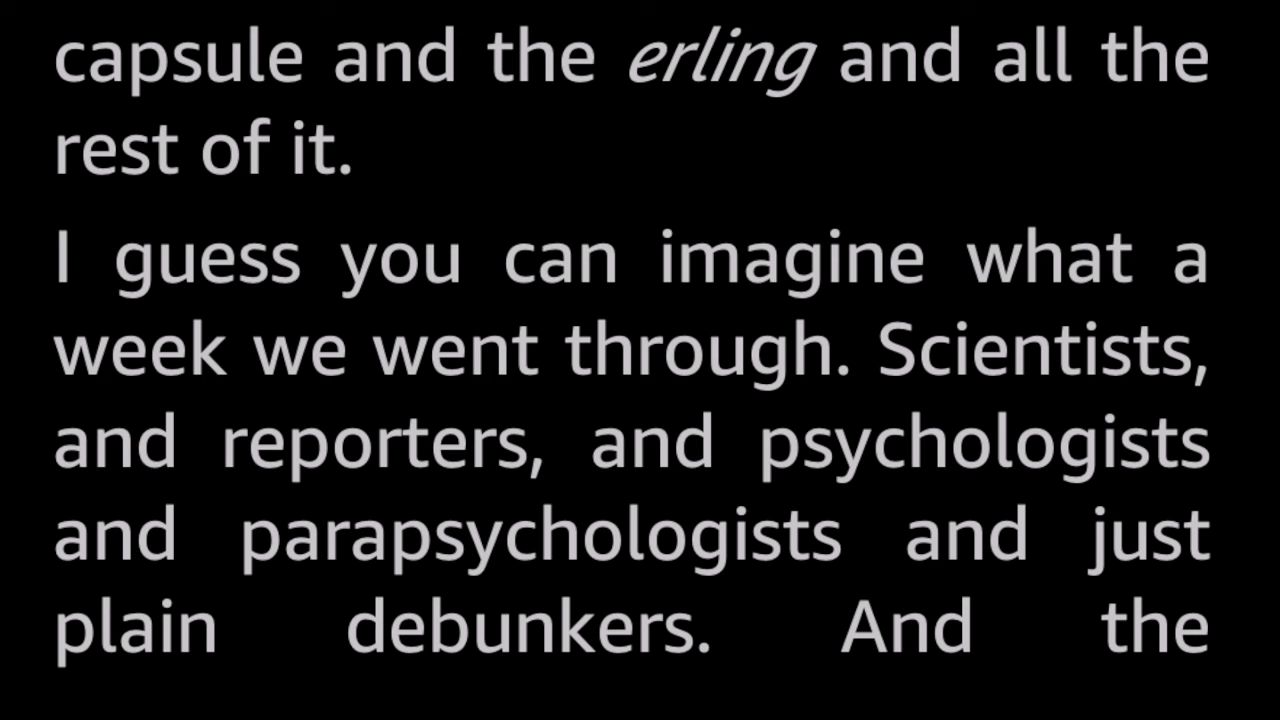 capsule and the erling and all the
rest of it.
I guess you can imagine what a
week we went through. Scientists,
and reporters, and psychologists
and parapsychologists and just
plain debunkers. And the